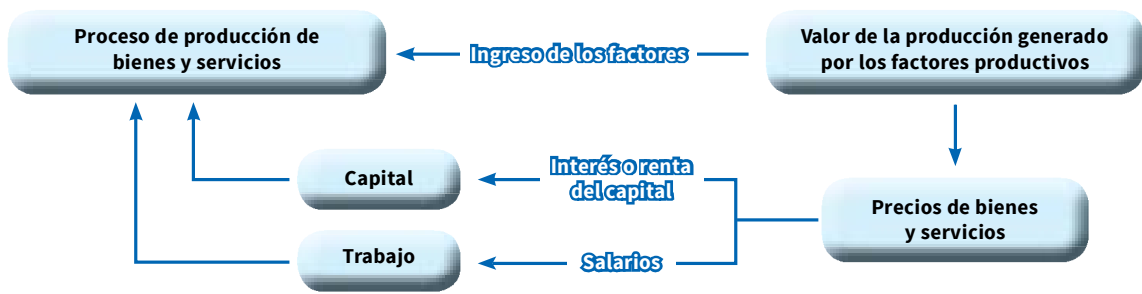 Proceso de producción de
bienes y servicios
Ingreso de los factores
Valor de la producción generado
por los factores productivos
Capital
Interés o renta
del capital
Precios de bienes
y servicios
Trabajo
Salarios